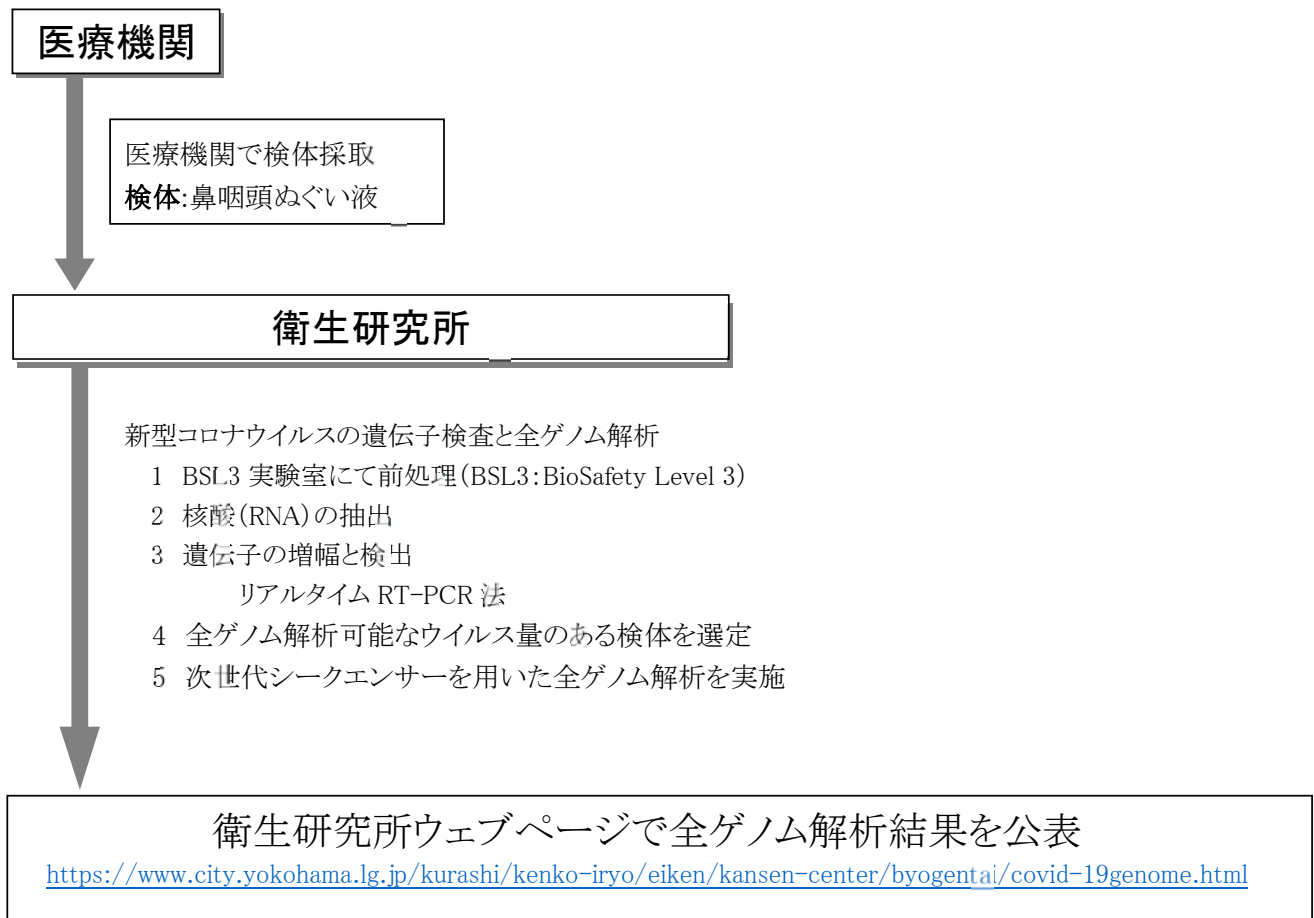 医療機関
医療機関で検体採取
検体:鼻咽頭ぬぐい液
衛生研究所
新型コロナウイルスの遺伝子検査と全ゲノム解析
1 BSL3 実験室にて前処理(BSL3:BioSafety Level 3)
2 核酸(RNA)の抽出
3 遺伝子の増幅と検出
リアルタイム RT-PCR 法
4 全ゲノム解析可能なウイルス量のある検体を選定
5 次世代シークエンサーを用いた全ゲノム解析を実施
衛生研究所ウェブページで全ゲノム解析結果を公表
https://www.city.yokohama.lg.jp/kurashi/kenko-iryo/eiken/kansen-center/byogentai/covid-19genome.html